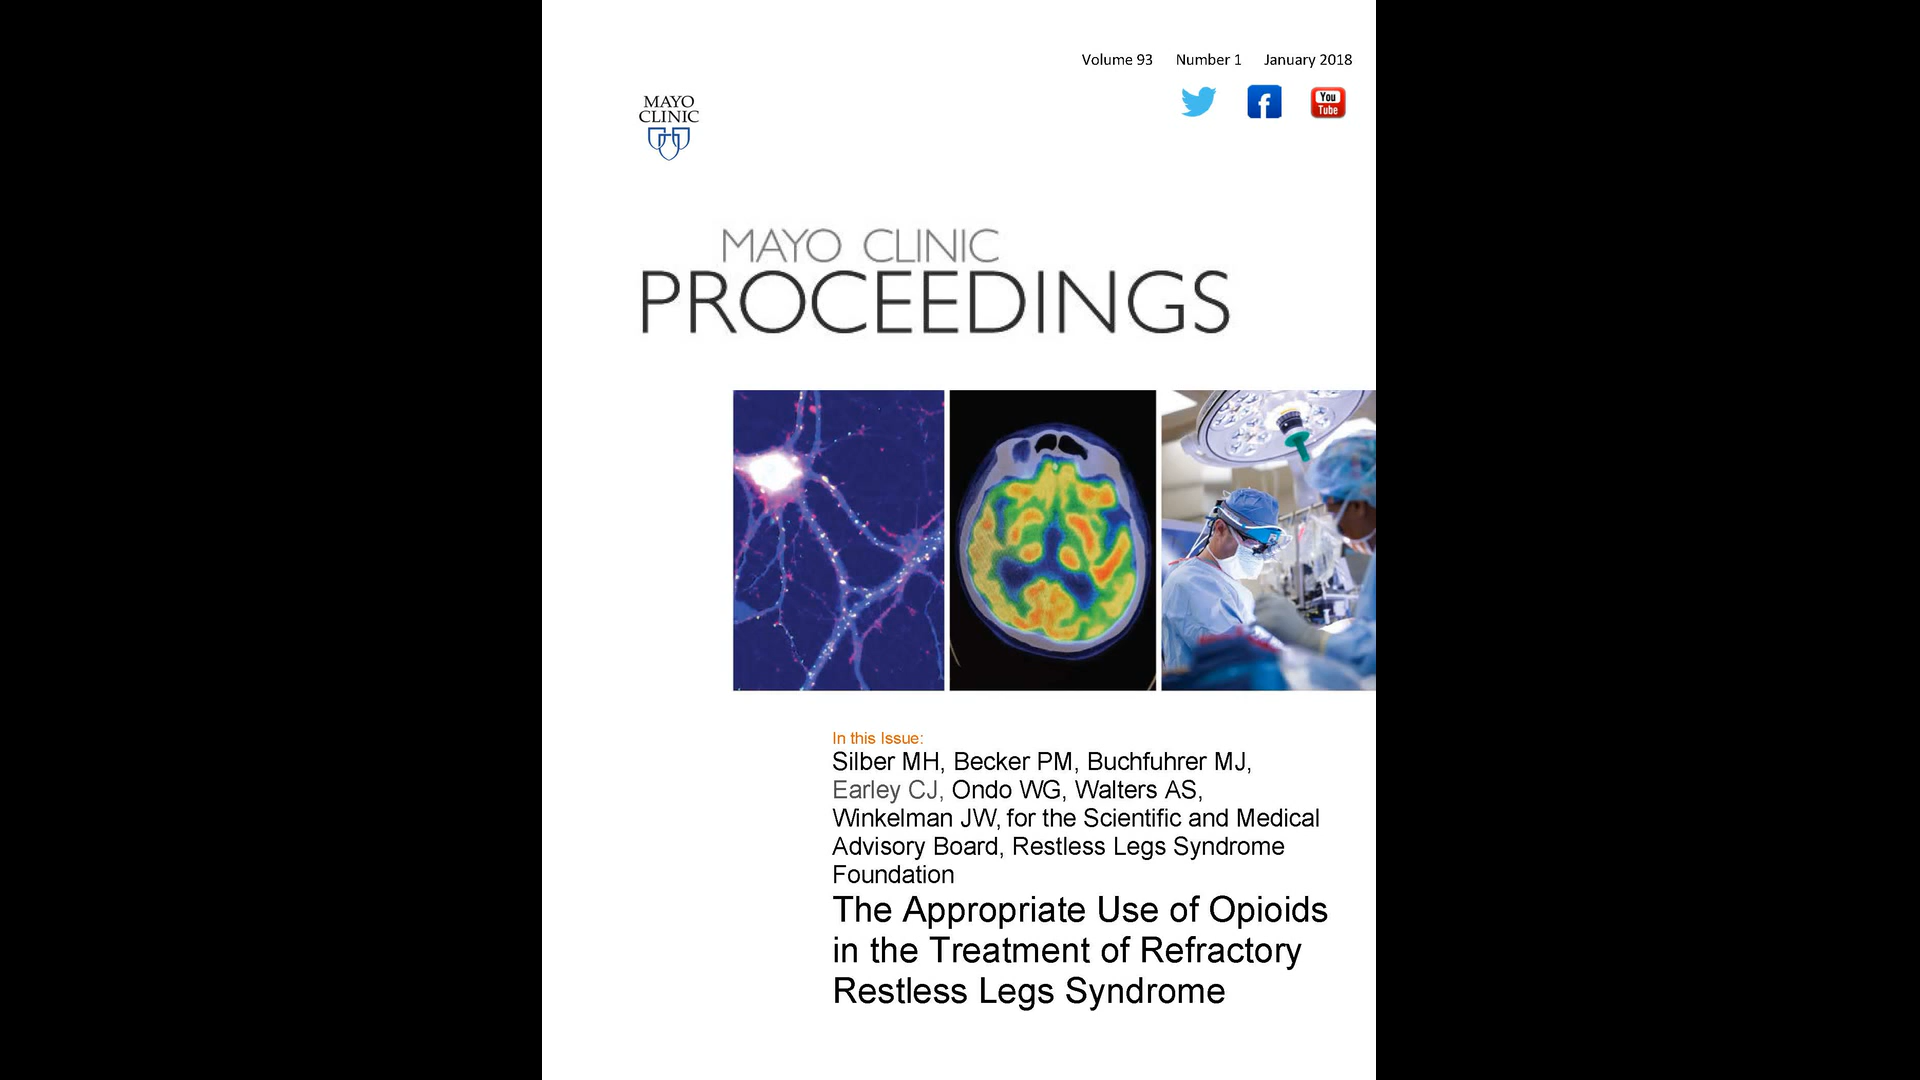 Volume 93 Number 1 January 2018
You
Tube
MAYO
CLINIC
MAYO CLINIC
PROCEEDINGS
In this Issue:
Silber MH, Becker PM, Buchfuhrer MJ,
Earley CJ, Ondo WG, Walters AS,
Winkelman JW, for the Scientific and Medical
Advisory Board, Restless Legs Syndrome
Foundation
The Appropriate Use of Opioids
in the Treatment of Refractory
Restless Legs Syndrome